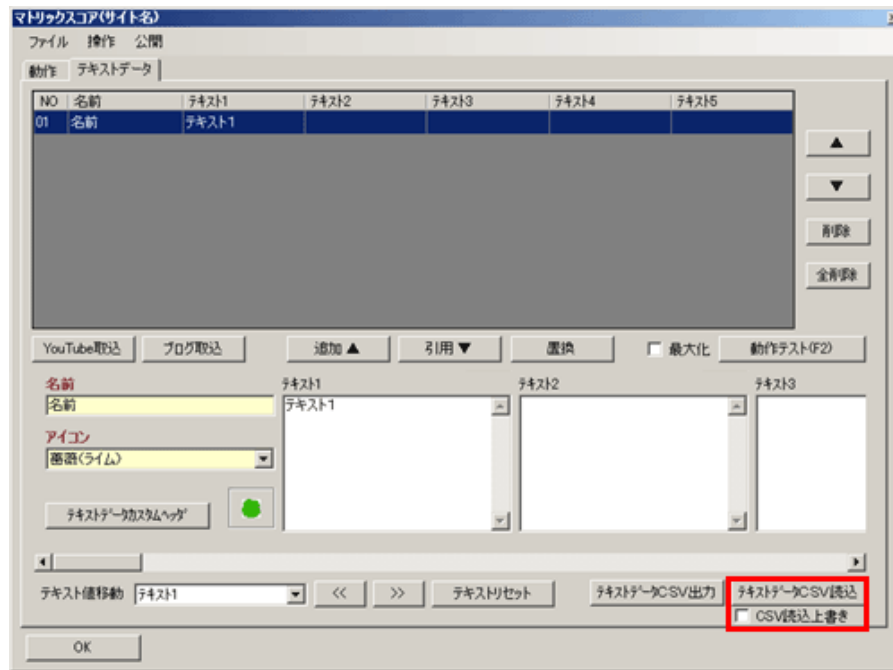 マトリックスコア(サイト名)
ファイル 操作 公開
動作 テキストデータ
NO 名前 テキスト1 テキスト2 テキスト3 テキスト4 テキスト5
01 名前 テキスト1
▲
▼
削除
全削除
YouTube取込 ブログ取込 追加▲ 引用▼ 置換 最大化 動作テスト(F2)
名前 テキスト1 テキスト2 テキスト3
名前 テキスト1
アイコン
薔薇(ライム)
テキストデータカスタムヘッダ
テキスト値移動 テキスト1 << >> テキストリセット テキストデータCSV出力 テキストデータCSV読込
CSV読込上書き
OK